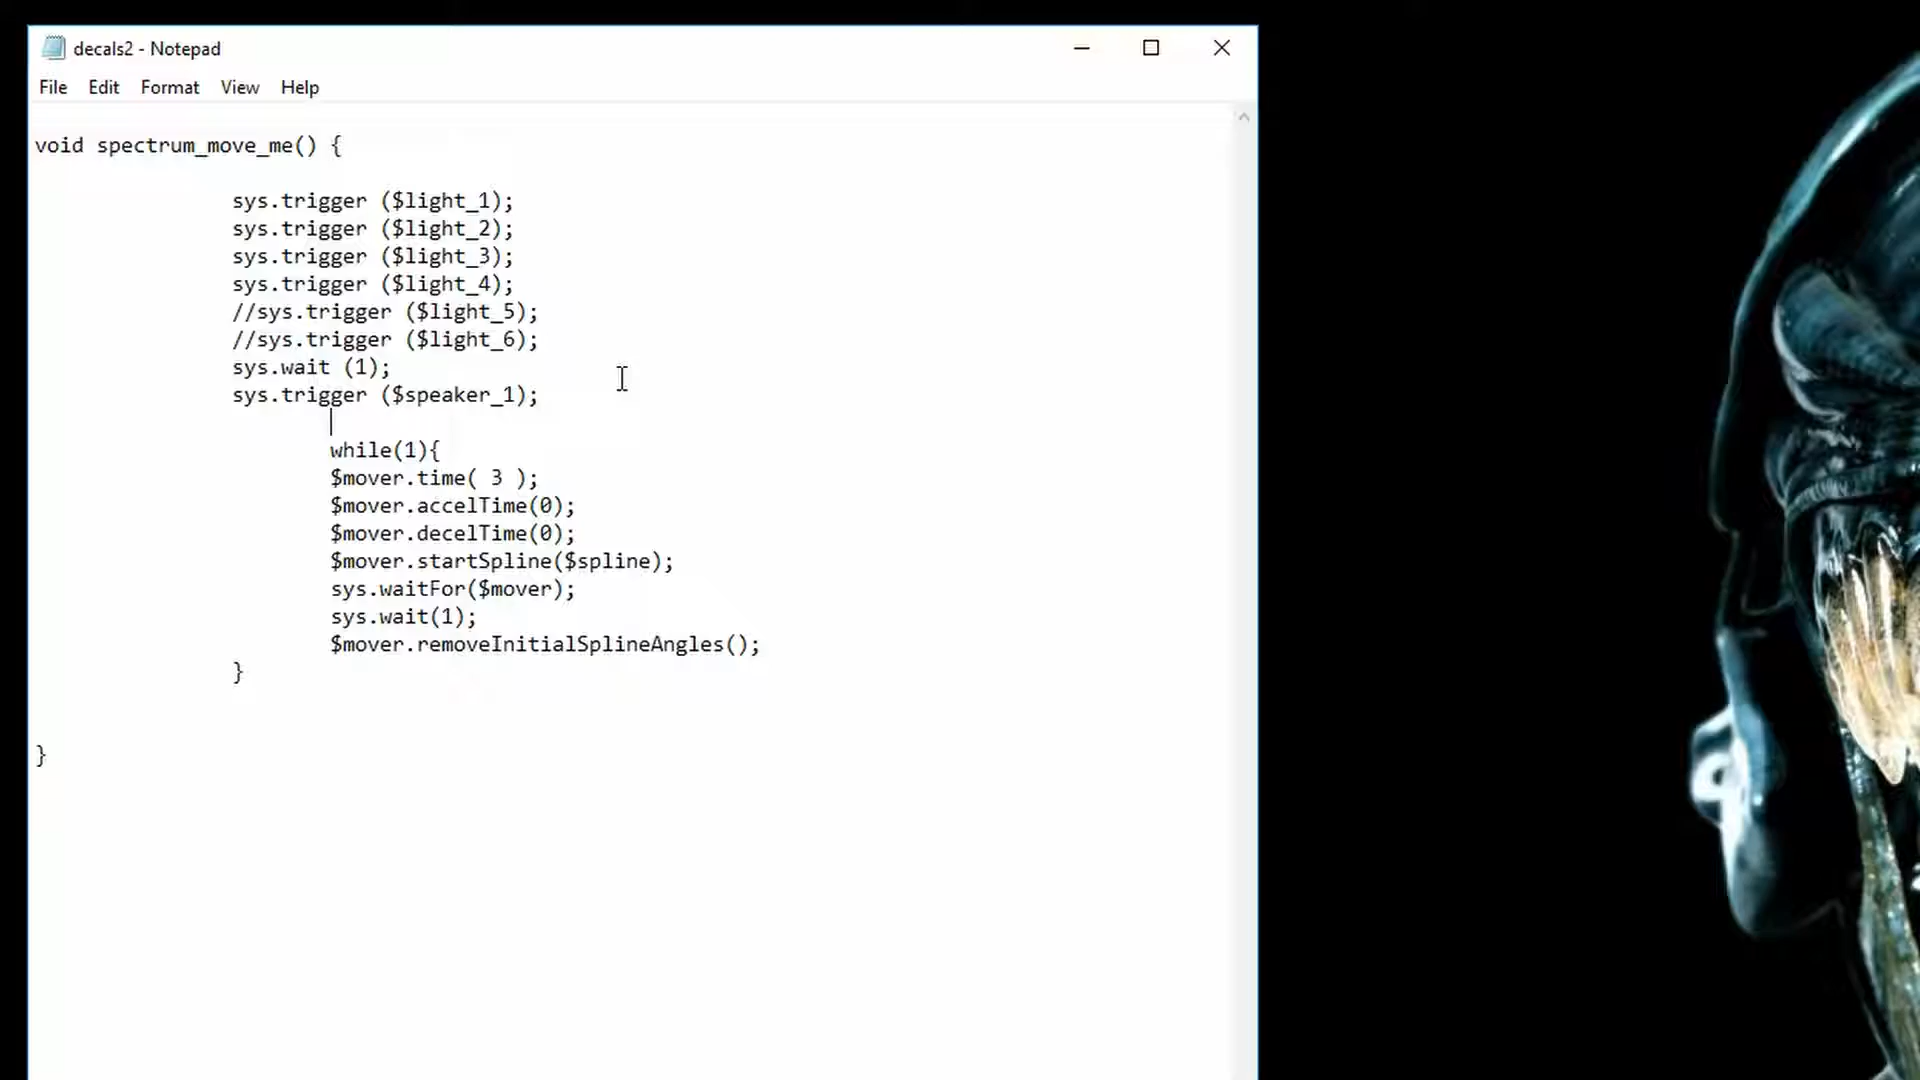 decals2 - Notepad
File Edit Format View Help
void spectrum_move_me() {
sys.trigger ($light_1);
sys.trigger ($light_2);
sys.trigger ($light_3);
sys.trigger ($light_4);
//sys.trigger ($light_5);
//sys.trigger ($light_6);
sys.wait (1);
sys.trigger ($speaker_1);
while(1){
$mover.time( 3 );
$mover.accelTime(0);
$mover.decelTime(0);
$mover.startSpline($spline);
sys.waitFor($mover);
sys.wait(1);
$mover.removeInitialSplineAngles();
}
}